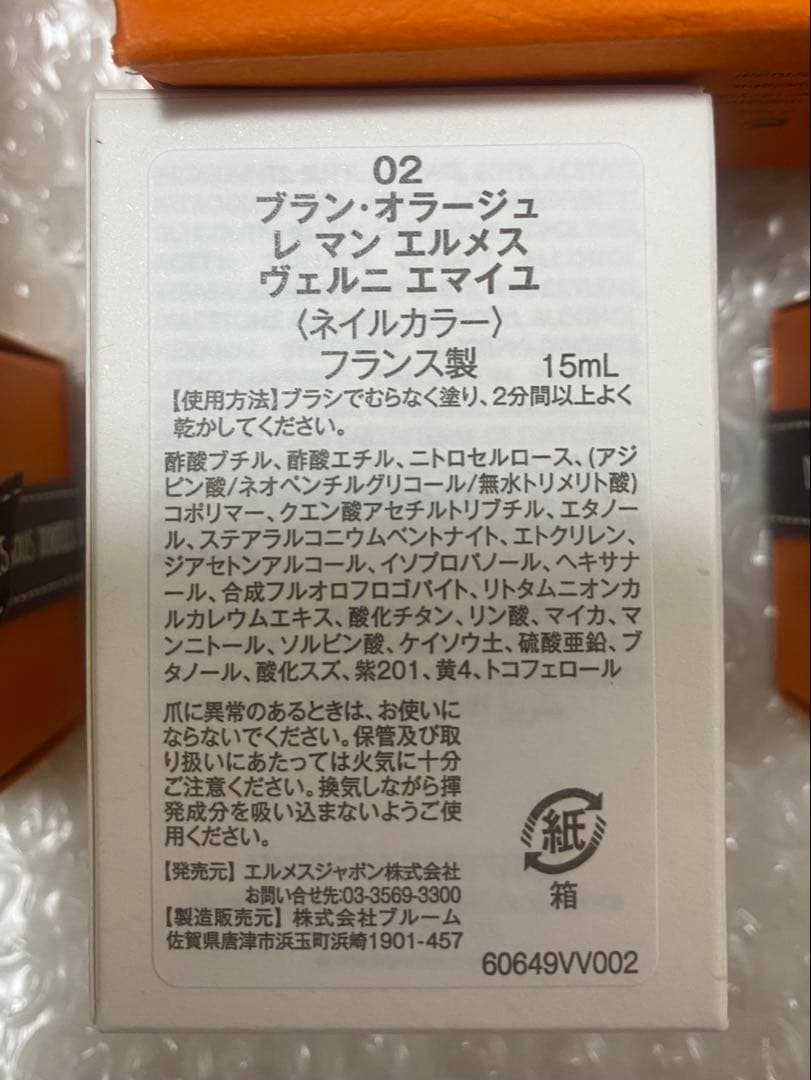 02
ブラン・オラージュ
レ マン エルメス
ヴェルニ エマイユ
〈ネイルカラー〉
フランス製 15mL
【使用方法】ブラシでむらなく塗り、2分間以上よく
乾かしてください。
酢酸ブチル、酢酸エチル、ニトロセルロース、(アジ
ピン酸/ネオペンチルグリコール/無水トリメリト酸)
コポリマー、クエン酸アセチルトリブチル、エタノー
ル、ステアラルコニウムベントナイト、エトクリレン、
ジアセトンアルコール、イソプロパノール、ヘキサナ
ール、合成フルオロフロゴパイト、リトタムニオンカ
ルカレウムエキス、酸化チタン、リン酸、マイカ、マ
ンニトール、ソルビン酸、ケイソウ土、硫酸亜鉛、ブ
タノール、酸化スズ、紫201、黄4、トコフェロール
爪に異常のあるときは、お使いに
ならないでください。保管及び取
り扱いにあたっては火気に十分
ご注意ください。換気しながら揮
発成分を吸い込まないようご使
用ください。
【発売元】エルメスジャポン株式会社
お問い合せ先:03-3569-3300
【製造販売元】株式会社ブルーム
佐賀県唐津市浜玉町浜崎1901-457
紙
箱
60649VV002